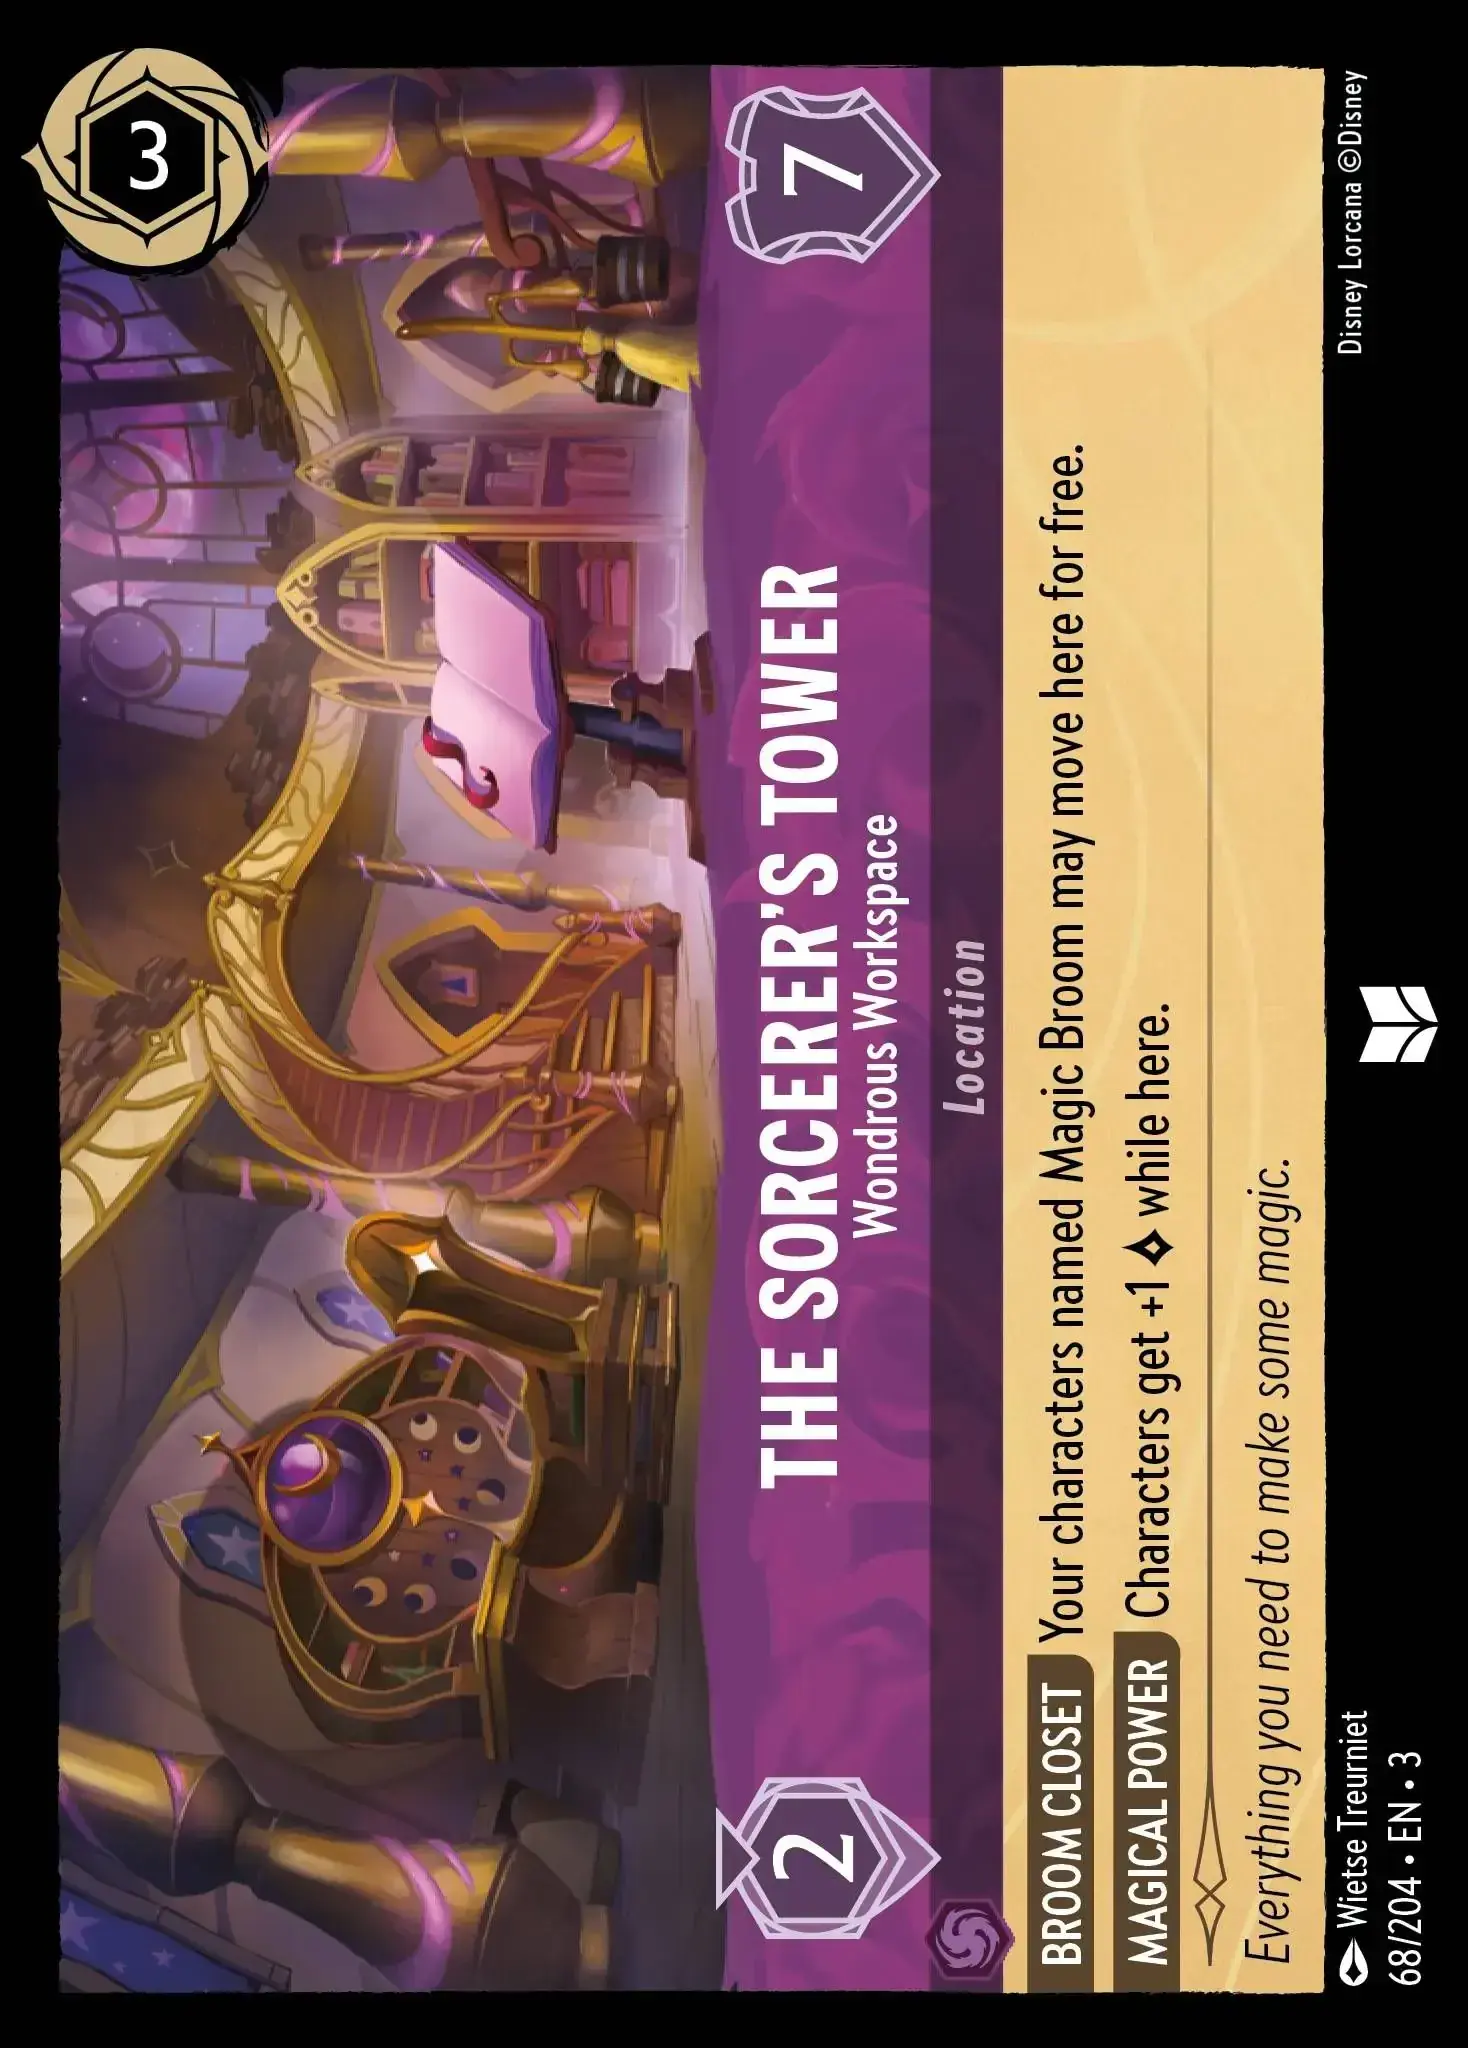 3
2
THE SORCERER'S TOWER
7
Wondrous Workspace
Location
BROOM CLOSET Your characters named Magic Broom may move here for free.
MAGICAL POWER Characters get +1 while here.
Everything you need to make some magic.
Wietse Treurniet
Disney Lorcana ©Disney
68/204 • EN • 3